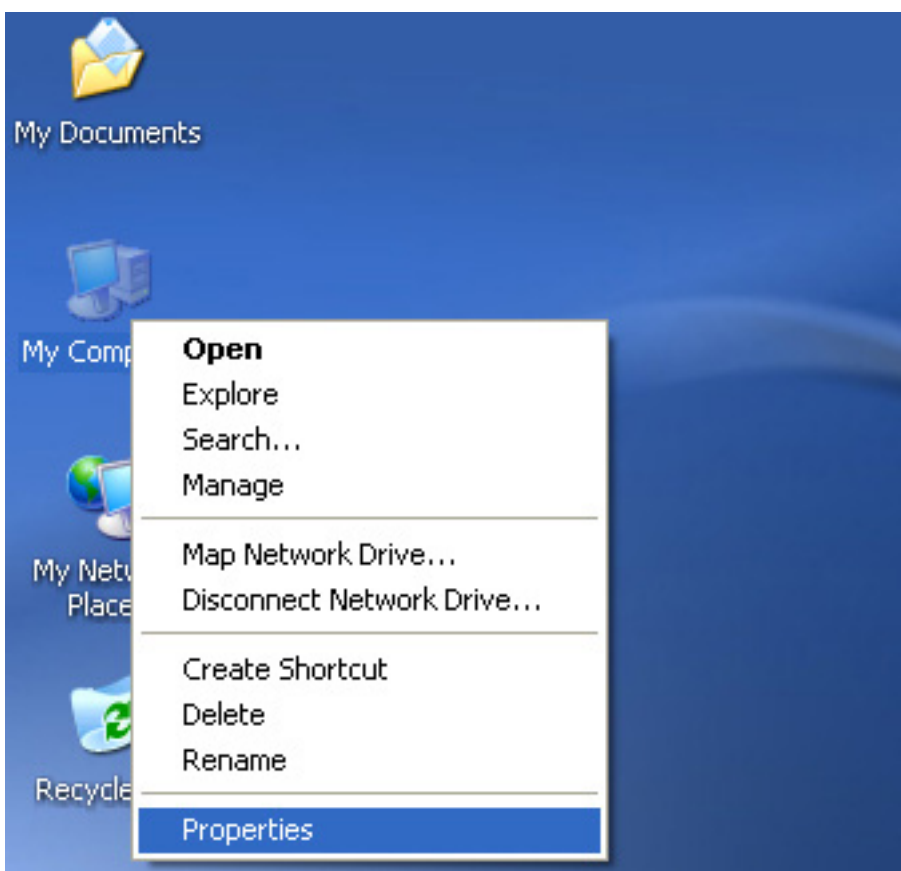 My Documents
My Comp
Open
Explore
Search...
Manage
Map Network Drive...
Disconnect Network Drive...
My Net
Place
Create Shortcut
Delete
Rename
Recycle
Properties